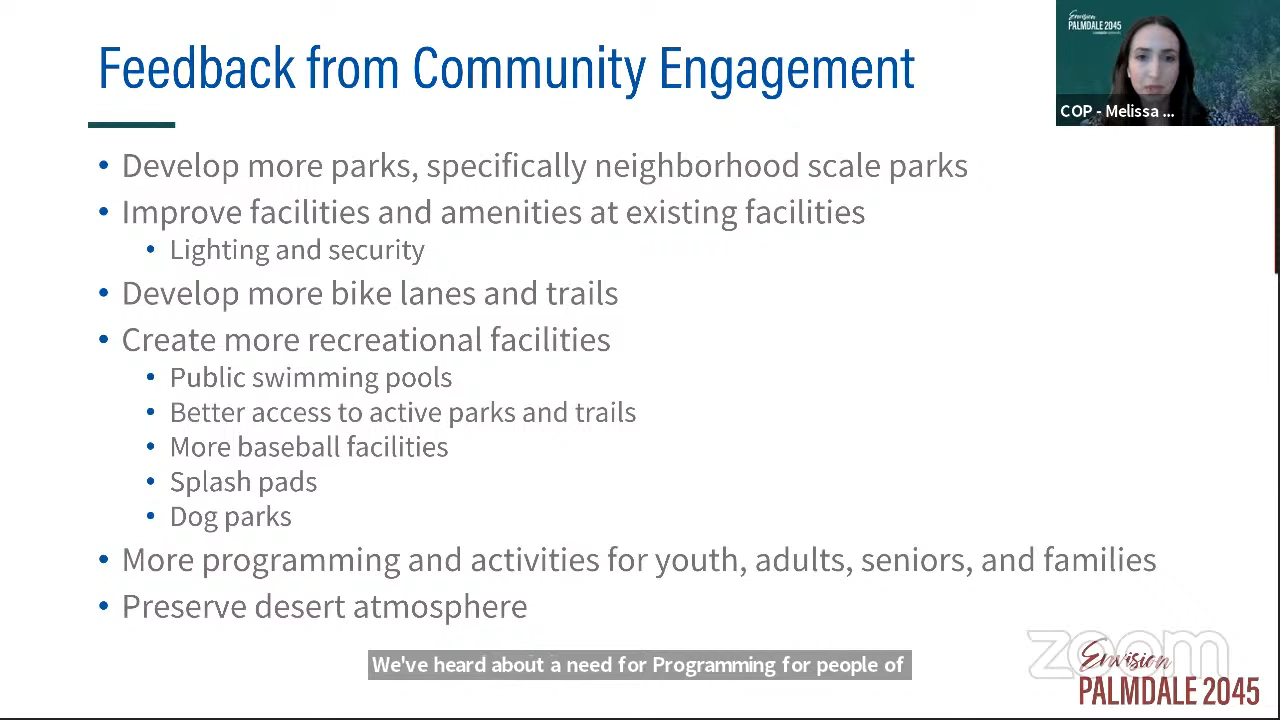 Feedback from Community Engagement
Envision
PALMDALE 2045
COP - Melissa ...
• Develop more parks, specifically neighborhood scale parks
• Improve facilities and amenities at existing facilities
• Lighting and security
• Develop more bike lanes and trails
• Create more recreational facilities
• Public swimming pools
• Better access to active parks and trails
• More baseball facilities
• Splash pads
• Dog parks
• More programming and activities for youth, adults, seniors, and families
• Preserve desert atmosphere
We've heard about a need for Programming for people of
zoom
Envision
PALMDALE 2045